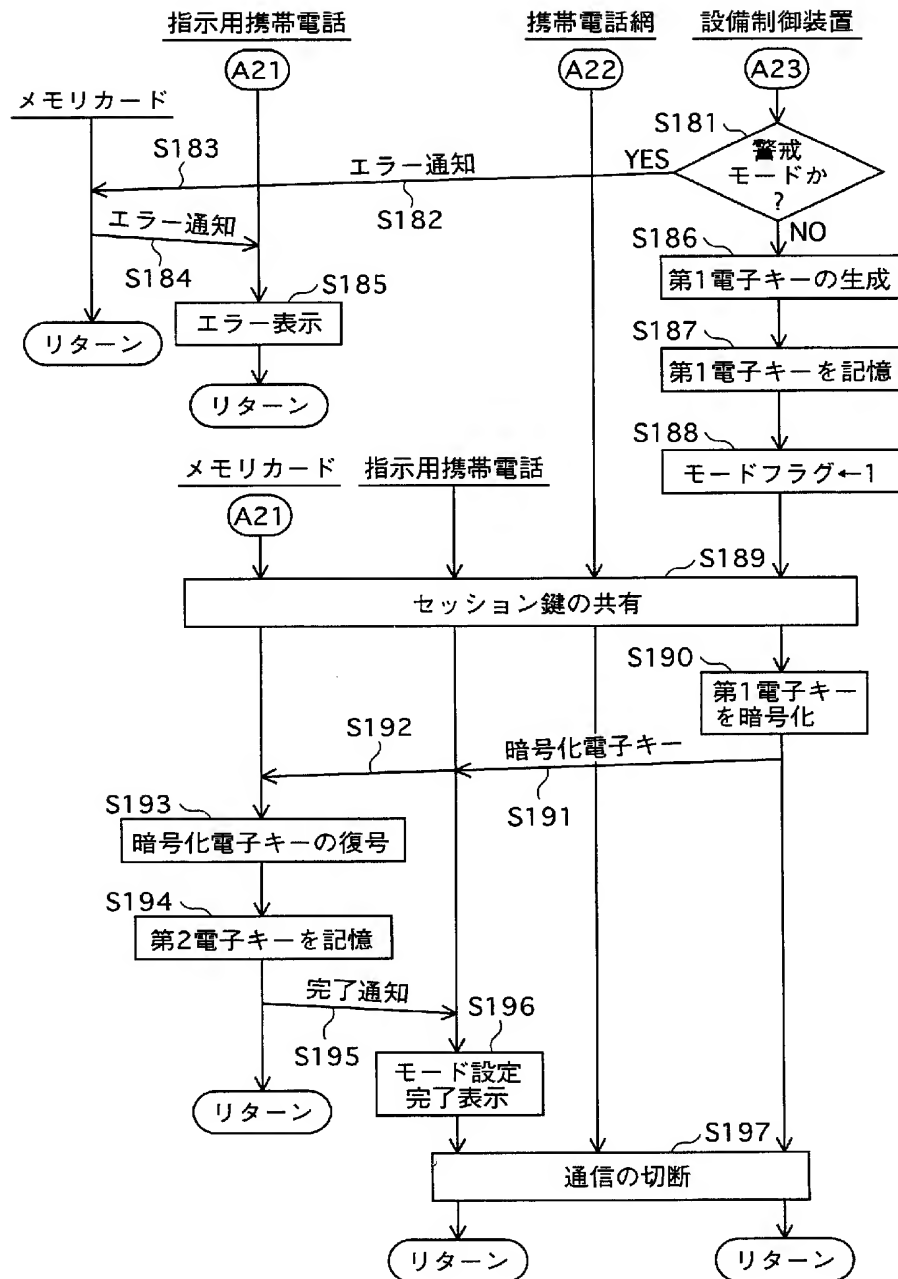 指示用携帯電話
携帯電話網
設備制御装置
A21
A22
A23
メモリカード
S181
警戒
モードか
?
YES
NO
S183
エラー通知
S182
エラー通知
S184
S185
エラー表示
リターン
リターン
S186
第1電子キーの生成
S187
第1電子キーを記憶
S188
モードフラグ←1
メモリカード
指示用携帯電話
A21
S189
セッション鍵の共有
S190
第1電子キー
を暗号化
S192
暗号化電子キー
S191
S193
暗号化電子キーの復号
S194
第2電子キーを記憶
完了通知
S195
S196
モード設定
完了表示
リターン
S197
通信の切断
リターン
リターン